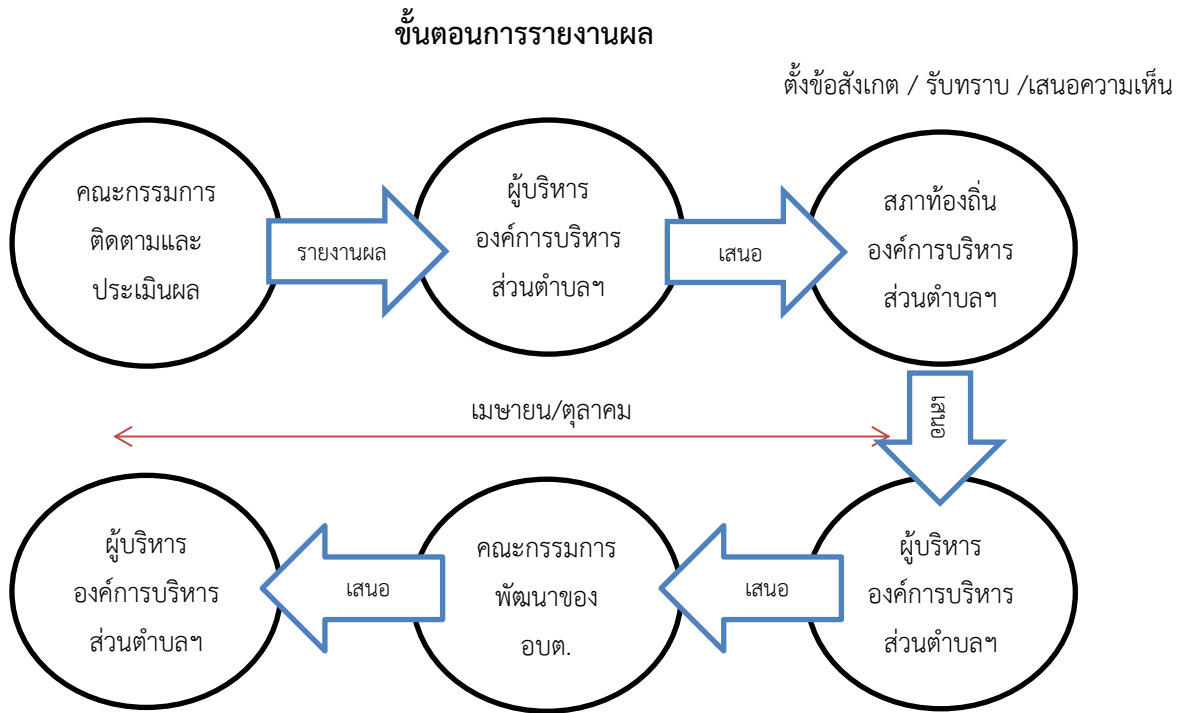 ขั้นตอนการรายงานผล
ตั้งข้อสังเกต / รับทราบ /เสนอความเห็น
คณะกรรมการ
ติดตามและ
ประเมินผล
รายงานผล
ผู้บริหาร
องค์การบริหาร
ส่วนตำบลฯ
เสนอ
สภาท้องถิ่น
องค์การบริหาร
ส่วนตำบลฯ
เสนอ
เมษายน/ตุลาคม
ผู้บริหาร
องค์การบริหาร
ส่วนตำบลฯ
เสนอ
คณะกรรมการ
พัฒนาของ
อบต.
เสนอ
ผู้บริหาร
องค์การบริหาร
ส่วนตำบลฯ